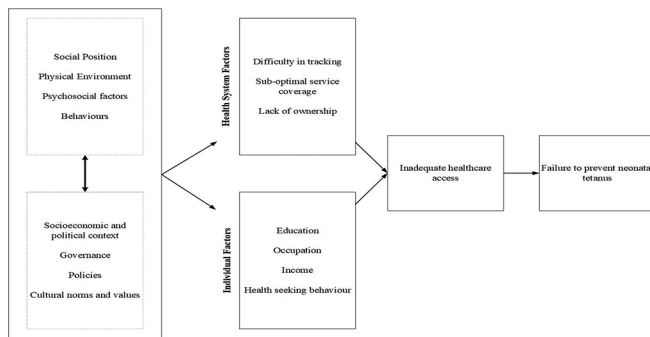 Social Position
Physical Environment
Psychosocial factors
Behaviours
Socioeconomic and
political context
Governance
Policies
Cultural norms and values
Health System Factors
Difficulty in tracking
Sub-optimal service
coverage
Lack of ownership
Individual Factors
Education
Occupation
Income
Health seeking behaviour
Inadequate healthcare
access
Failure to prevent neonatal
tetanus